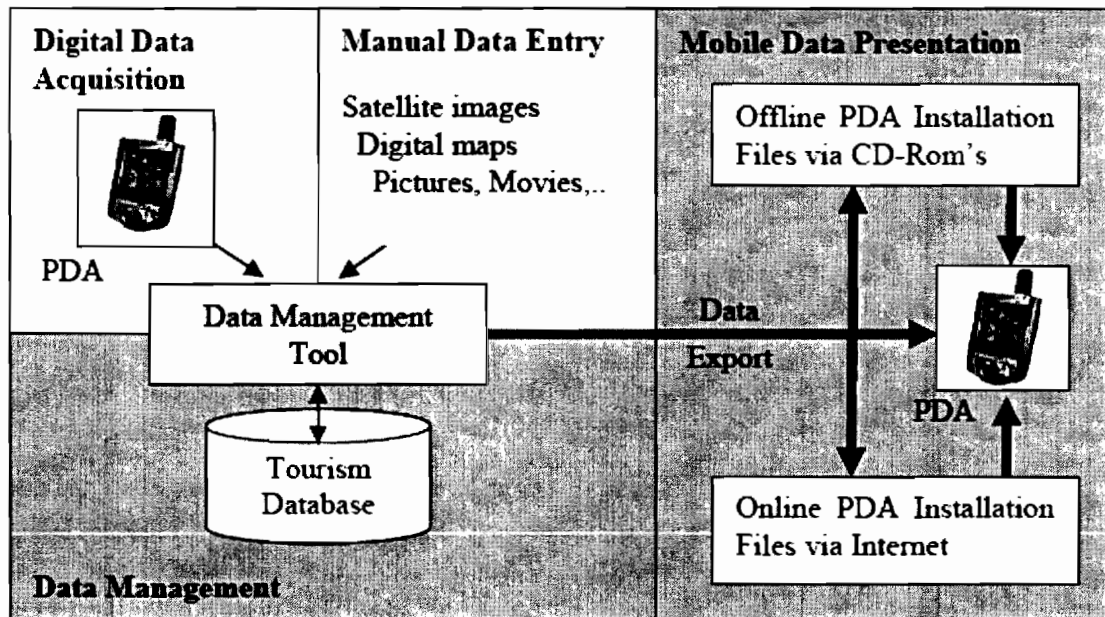 Digital Data
Acquisition
PDA
Manual Data Entry
Satellite images
Digital maps
Pictures, Movies,..
Data Management
Tool
Tourism
Database
Data Management
Mobile Data Presentation
Offline PDA Installation
Files via CD-Rom's
Data
Export
PDA
Online PDA Installation
Files via Internet